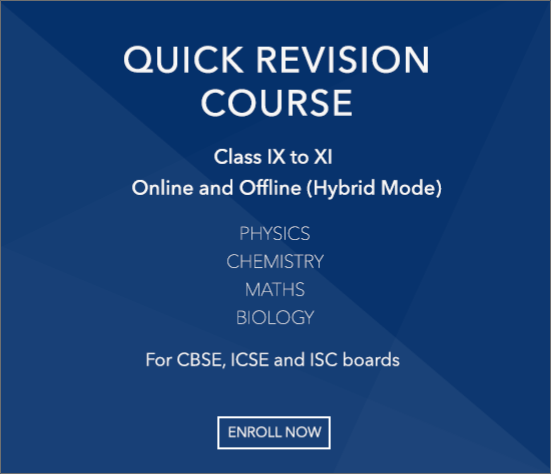 QUICK REVISION
COURSE
Class IX to XI
Online and Offline (Hybrid Mode)
PHYSICS
CHEMISTRY
MATHS
BIOLOGY
For CBSE, ICSE and ISC boards
ENROLL NOW